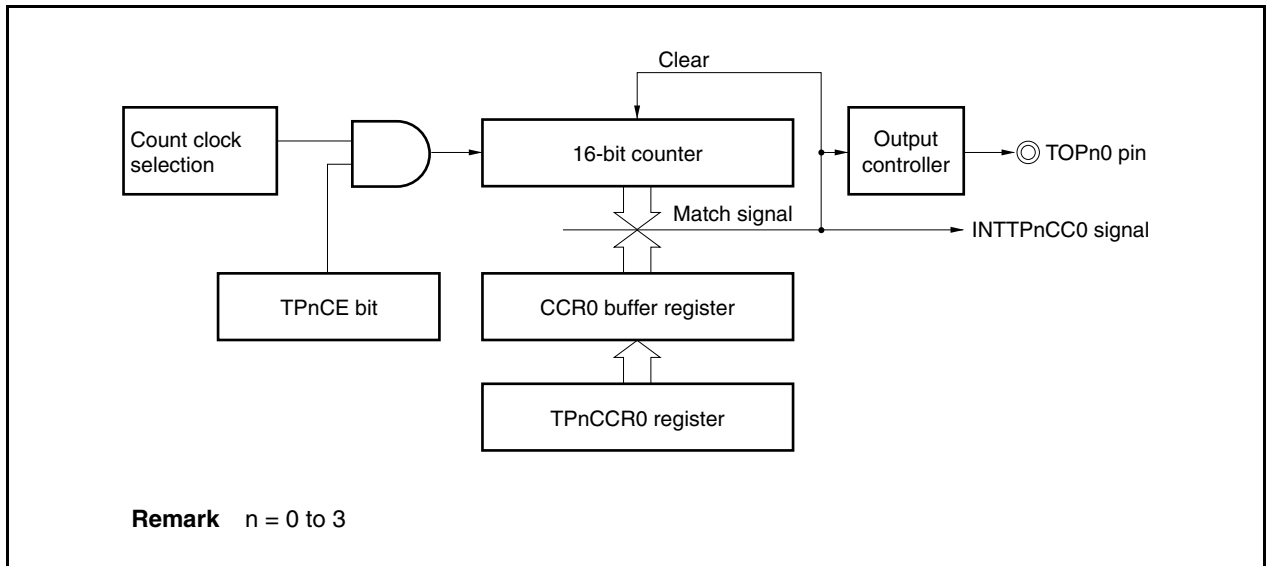 Clear
Count clock
selection
16-bit counter
Output
controller
TOPn0 pin
Match signal
INTTPnCC0 signal
TPnCE bit
CCR0 buffer register
TPnCCR0 register
Remark n = 0 to 3